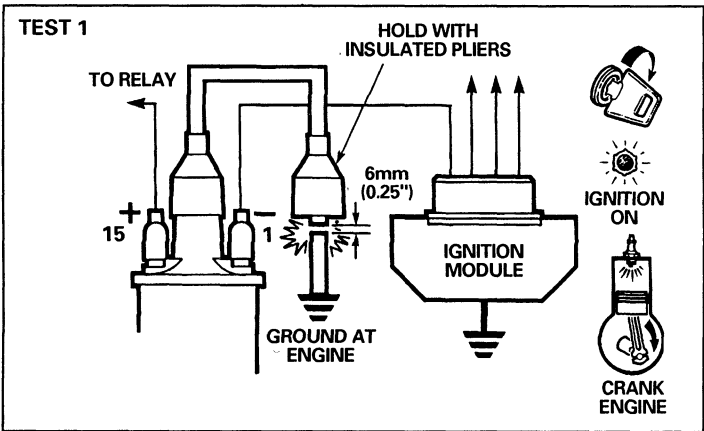 TEST 1
HOLD WITH
INSULATED PLIERS
TO RELAY
6mm
(0.25")
+
15
−
1
IGNITION
MODULE
IGNITION
ON
GROUND AT
ENGINE
CRANK
ENGINE